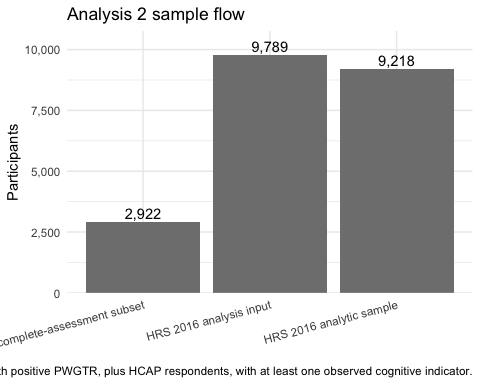 Analysis 2 sample flow
Participants
10,000
7,500
5,000
2,500
0
2,922
9,789
9,218
complete-assessment subset
HRS 2016 analysis input
HRS 2016 analytic sample
positive PWGTR, plus HCAP respondents, with at least one observed cognitive indicator.